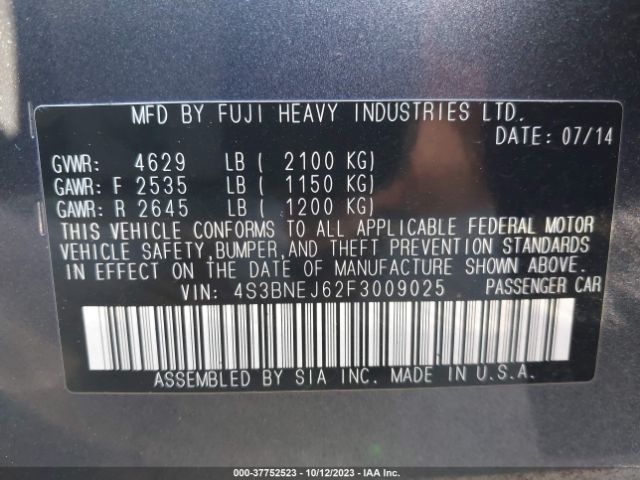 MFD BY FUJI HEAVY INDUSTRIES LTD.
DATE: 07/14
GVWR: 4629 LB ( 2100 KG)
GAWR: F 2535 LB ( 1150 KG)
GAWR: R 2645 LB ( 1200 KG)
THIS VEHICLE CONFORMS TO ALL APPLICABLE FEDERAL MOTOR
VEHICLE SAFETY,BUMPER,AND THEFT PREVENTION STANDARDS
IN EFFECT ON THE DATE OF MANUFACTURE SHOWN ABOVE.
VIN: 4S3BNEJ62F3009025 PASSENGER CAR
ASSEMBLED BY SIA INC. MADE IN U.S.A.
000-37752523 - 10/12/2023 - IAA Inc.